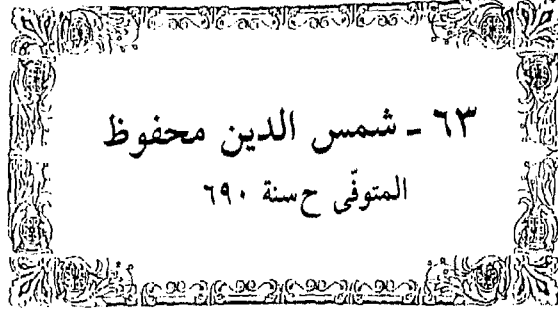 ٦٣ ـ شمس الدين محفوظ
المتوفّى ح سنة ٦٩٠